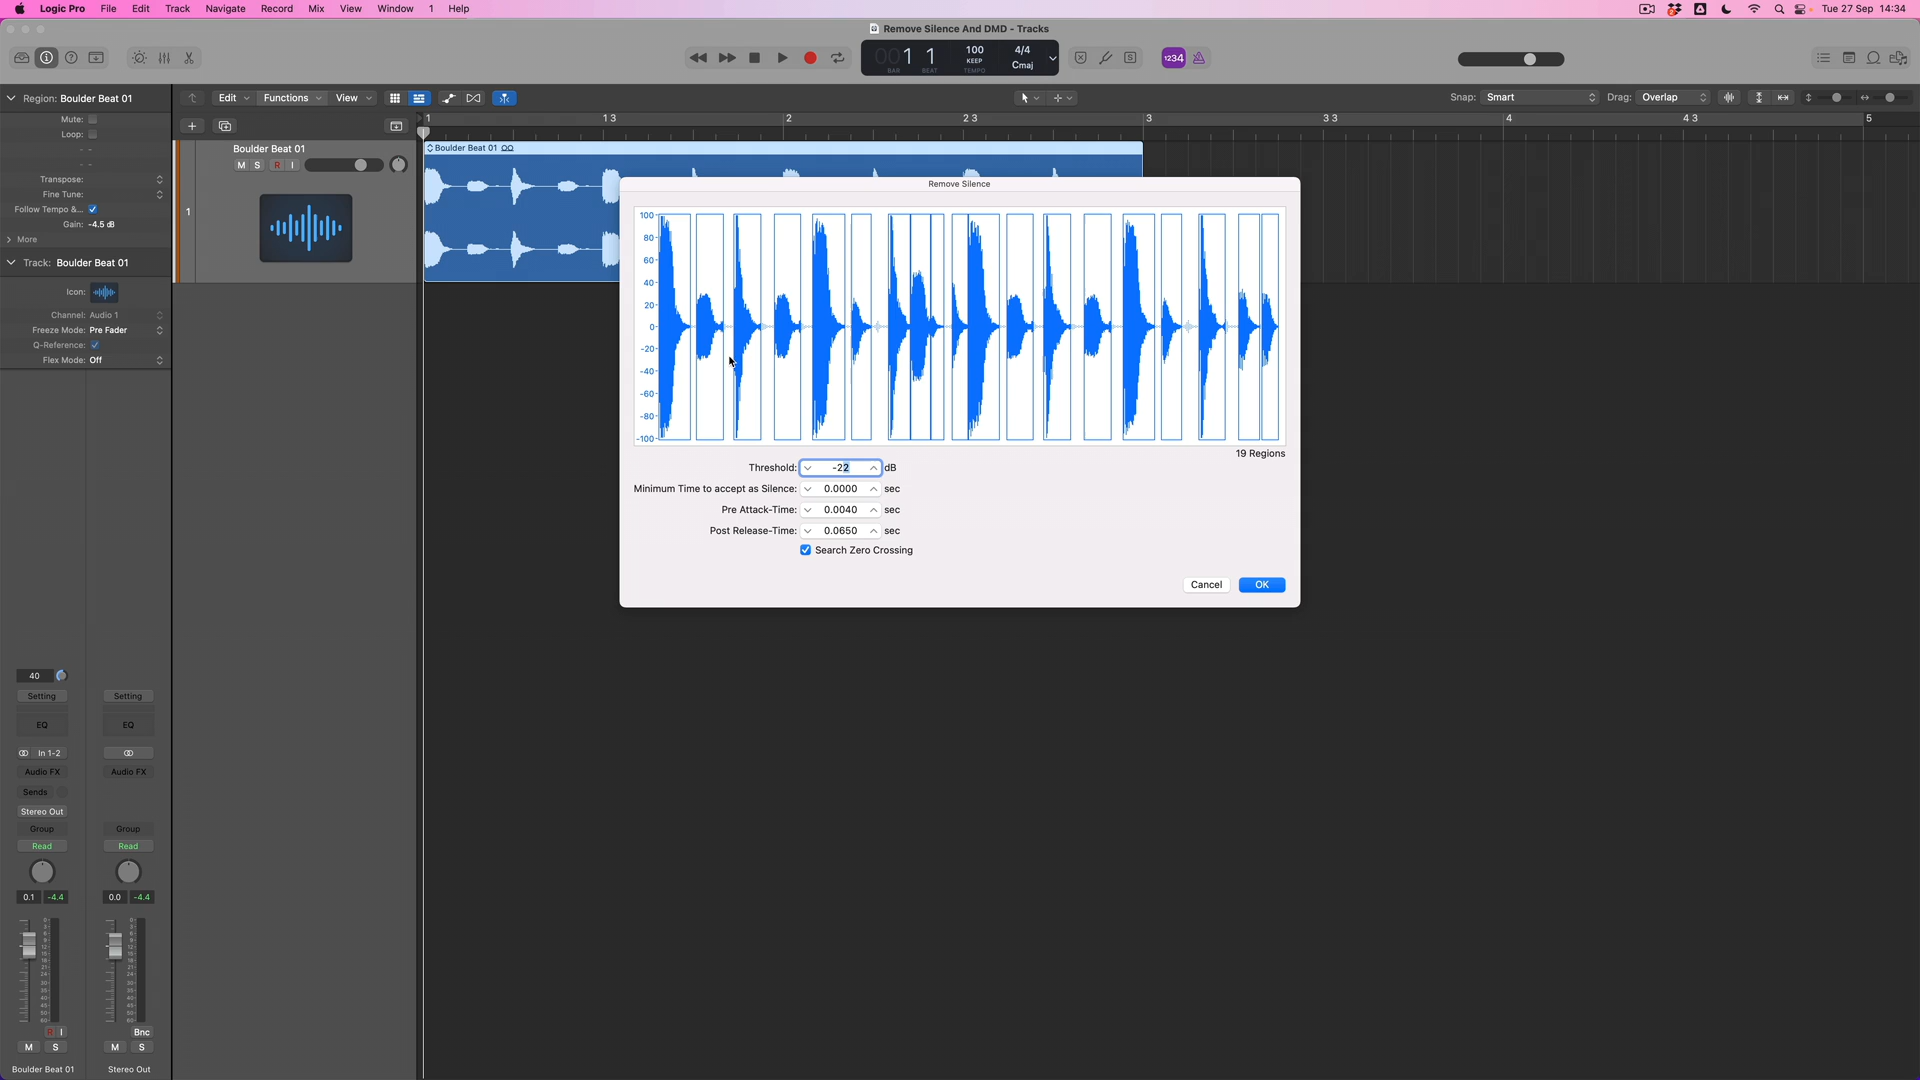 Logic Pro File Edit Track Navigate Record Mix View Window 1 Help Tue 27 Sep 14:34
Remove Silence And DMD - Tracks
001 1 100 4/4
KEEP Cmaj
BAR BEAT TEMPO
1234
Region: Boulder Beat 01
Edit Functions View
Snap: Smart Drag: Overlap
Mute:
Loop:
Transpose:
Fine Tune:
Follow Tempo &...
Gain: -4.5 dB
More
Track: Boulder Beat 01
Icon:
Channel: Audio 1
Freeze Mode: Pre Fader
Q-Reference:
Flex Mode: Off
1 1 3 2 2 3 3 3 3 4 4 3 5
Boulder Beat 01
M S R I
1
Boulder Beat 01
Remove Silence
100
80
60
40
20
0
-20
-40
-60
-80
-100
19 Regions
Threshold: -22 dB
Minimum Time to accept as Silence: 0.0000 sec
Pre Attack-Time: 0.0040 sec
Post Release-Time: 0.0650 sec
Search Zero Crossing
Cancel OK
40
Setting Setting
EQ EQ
In 1-2
Audio FX Audio FX
Sends
Stereo Out
Group Group
Read Read
0.1 -4.4 0.0 -4.4
R I Bnc
M S M S
Boulder Beat 01 Stereo Out